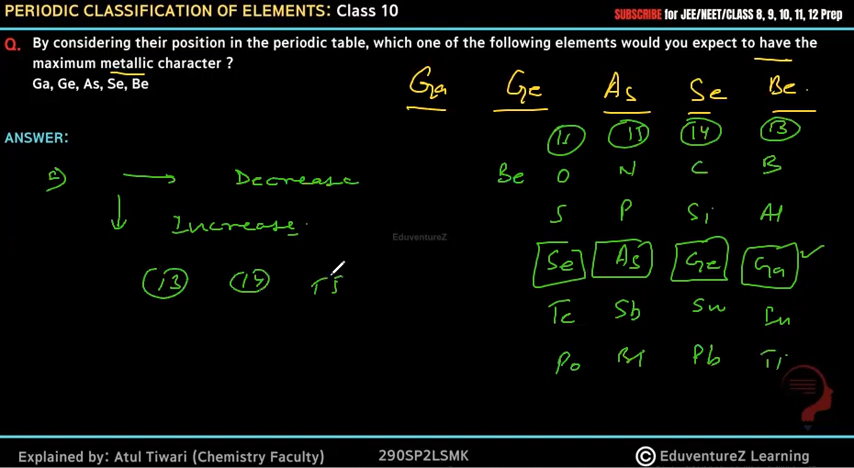 PERIODIC CLASSIFICATION OF ELEMENTS: Class 10
SUBSCRIBE for JEE/NEET/CLASS 8, 9, 10, 11, 12 Prep
Q. By considering their position in the periodic table, which one of the following elements would you expect to have the
maximum metallic character ?
Ga, Ge, As, Se, Be
Ga Ge As Se Be.
ANSWER:
15 14 13
Be O N C B
→ Decrease
S P Si Al
↓ Increase.
EduventureZ
Se As Ge Ga ✓
13 14
Sb In
Po Pb
Explained by: Atul Tiwari (Chemistry Faculty)
290SP2LSMK
© EduventureZ Learning